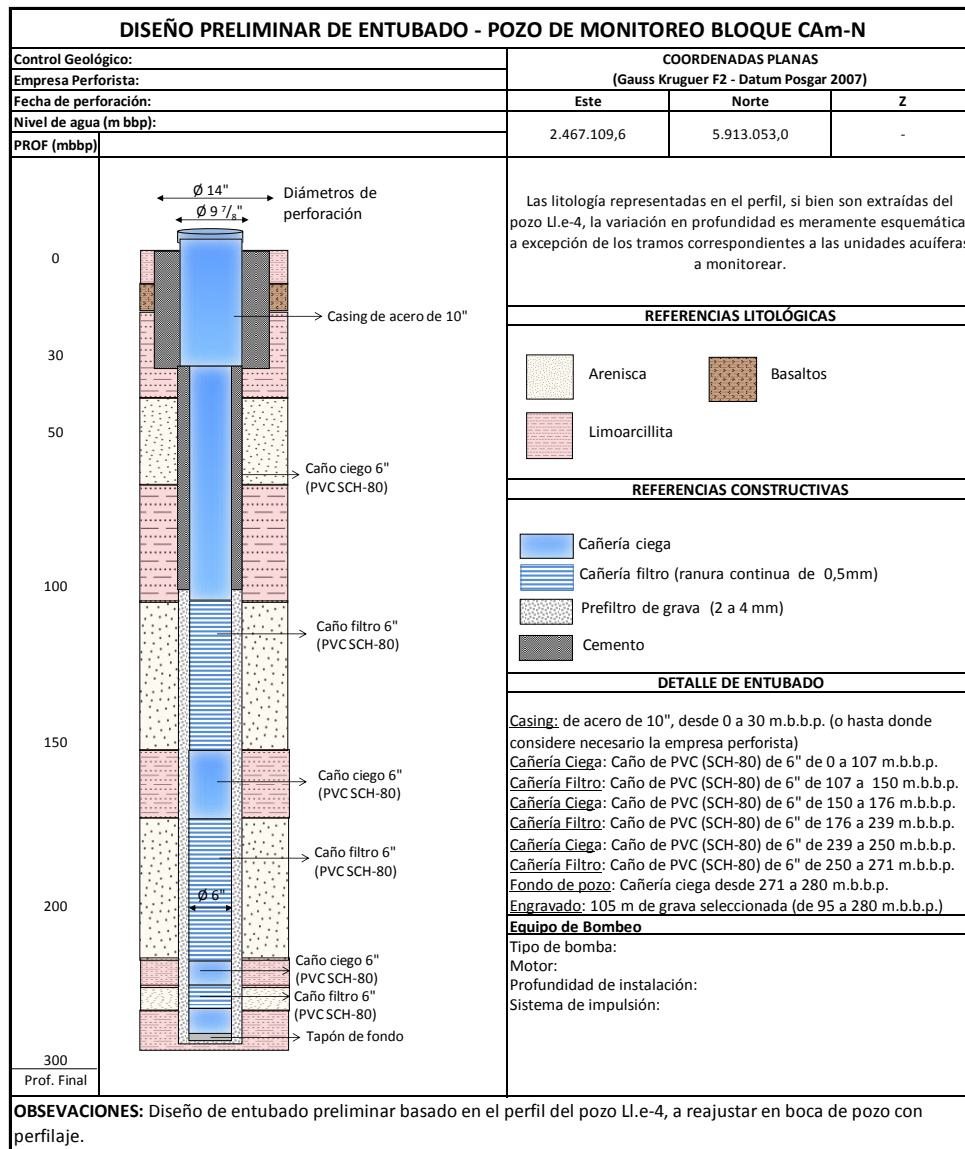 DISEÑO PRELIMINAR DE ENTUBADO - POZO DE MONITOREO BLOQUE CAm-N
Control Geológico:
Empresa Perforista:
Fecha de perforación:
Nivel de agua (m bbp):
PROF (mbbp)
COORDENADAS PLANAS
(Gauss Kruguer F2 - Datum Posgar 2007)
Este Norte Z
2.467.109,6 5.913.053,0 -
Ø 14"
Ø 9 7/8"
Diámetros de
perforación
0
30
50
100
150
200
300
Prof. Final
Casing de acero de 10"
Caño ciego 6"
(PVC SCH-80)
Caño filtro 6"
(PVC SCH-80)
Caño ciego 6"
(PVC SCH-80)
Caño filtro 6"
(PVC SCH-80)
Ø 6"
Caño ciego 6"
(PVC SCH-80)
Caño filtro 6"
(PVC SCH-80)
Tapón de fondo
Las litología representadas en el perfil, si bien son extraídas del
pozo Ll.e-4, la variación en profundidad es meramente esquemática
a excepción de los tramos correspondientes a las unidades acuíferas
a monitorear.
REFERENCIAS LITOLÓGICAS
Arenisca
Basaltos
Limoarcillita
REFERENCIAS CONSTRUCTIVAS
Cañería ciega
Cañería filtro (ranura continua de 0,5mm)
Prefiltro de grava (2 a 4 mm)
Cemento
DETALLE DE ENTUBADO
Casing: de acero de 10", desde 0 a 30 m.b.b.p. (o hasta donde
considere necesario la empresa perforista)
Cañería Ciega: Caño de PVC (SCH-80) de 6" de 0 a 107 m.b.b.p.
Cañería Filtro: Caño de PVC (SCH-80) de 6" de 107 a 150 m.b.b.p.
Cañería Ciega: Caño de PVC (SCH-80) de 6" de 150 a 176 m.b.b.p.
Cañería Filtro: Caño de PVC (SCH-80) de 6" de 176 a 239 m.b.b.p.
Cañería Ciega: Caño de PVC (SCH-80) de 6" de 239 a 250 m.b.b.p.
Cañería Filtro: Caño de PVC (SCH-80) de 6" de 250 a 271 m.b.b.p.
Fondo de pozo: Cañería ciega desde 271 a 280 m.b.b.p.
Engravado: 105 m de grava seleccionada (de 95 a 280 m.b.b.p.)
Equipo de Bombeo
Tipo de bomba:
Motor:
Profundidad de instalación:
Sistema de impulsión:
OBSEVACIONES: Diseño de entubado preliminar basado en el perfil del pozo Ll.e-4, a reajustar en boca de pozo con
perfilaje.